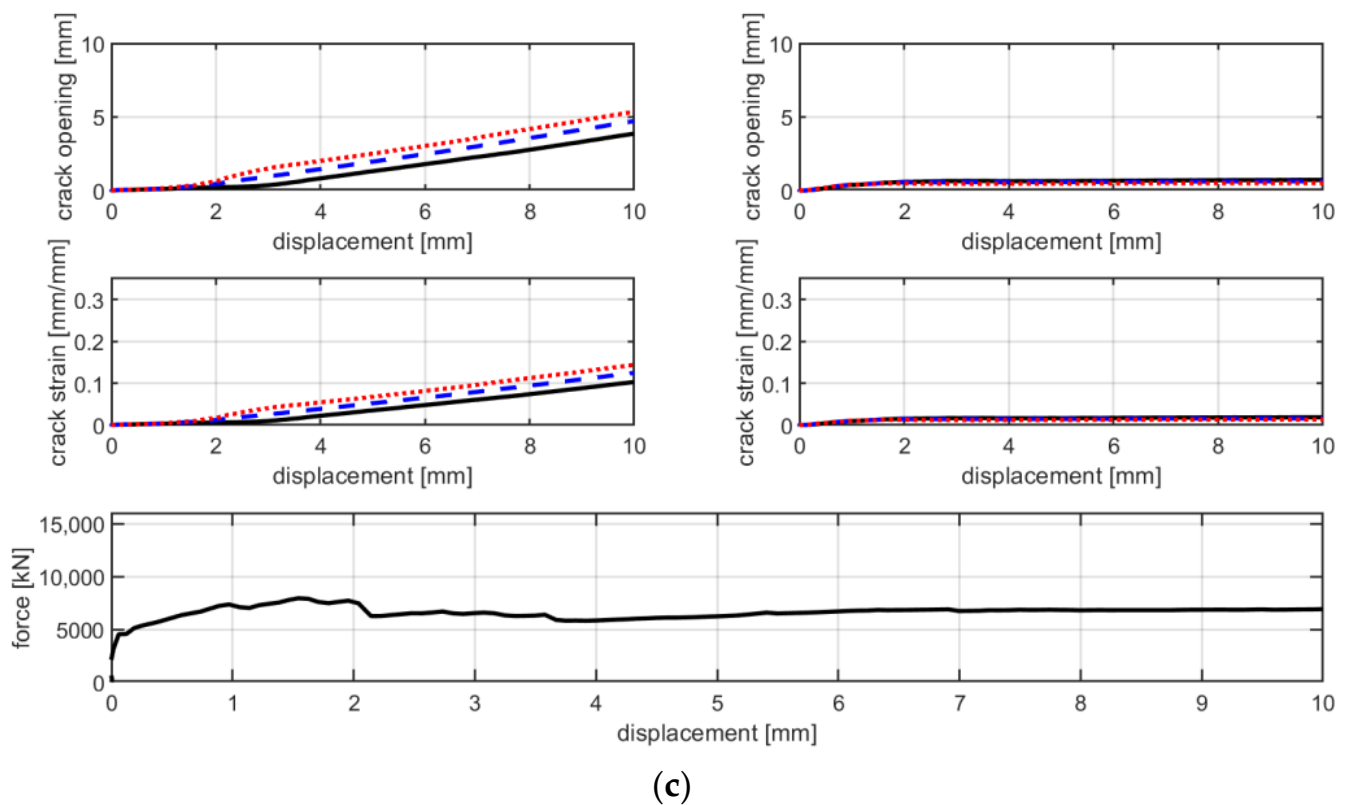 crack opening [mm]
10
5
0
0 2 4 6 8 10
displacement [mm]
crack opening [mm]
10
5
0
0 2 4 6 8 10
displacement [mm]
crack strain [mm/mm]
0.3
0.2
0.1
0
0 2 4 6 8 10
displacement [mm]
crack strain [mm/mm]
0.3
0.2
0.1
0
0 2 4 6 8 10
displacement [mm]
force [kN]
15,000
10,000
5000
0
0 1 2 3 4 5 6 7 8 9 10
displacement [mm]
(c)